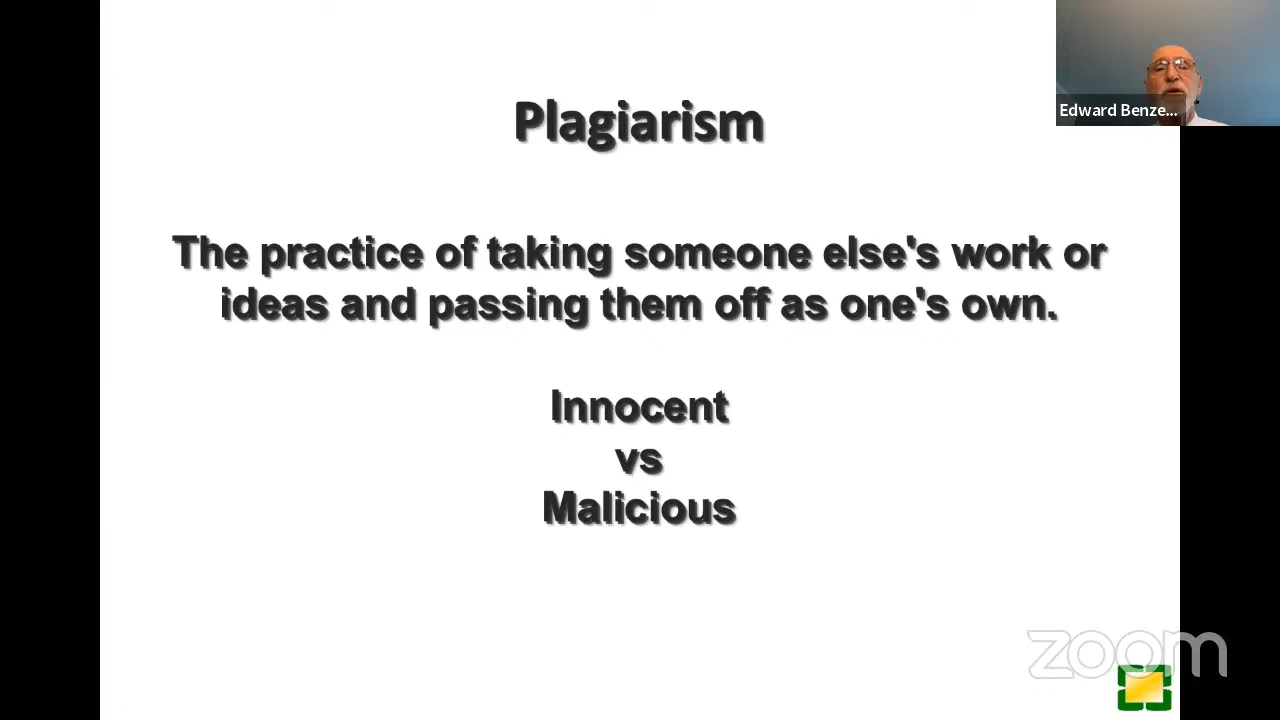 Plagiarism
Edward Benze...
The practice of taking someone else's work or
ideas and passing them off as one's own.
Innocent
vs
Malicious
zoom